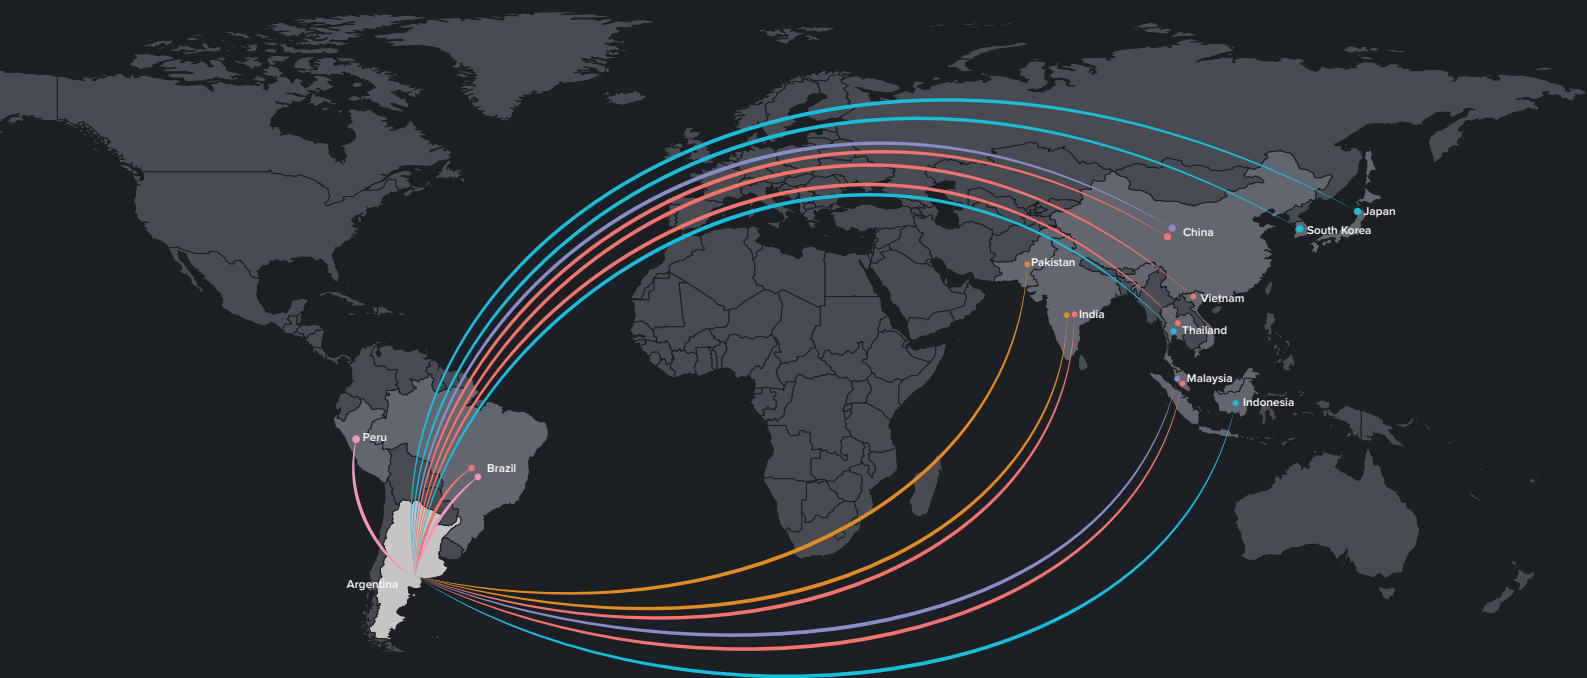 Japan
South Korea
China
Pakistan
Vietnam
India
Thailand
Malaysia
Indonesia
Peru
Brazil
Argentina